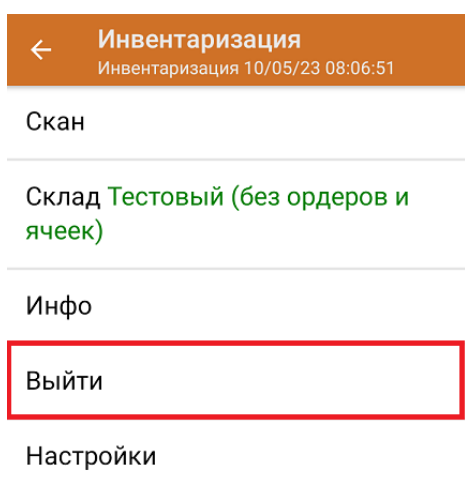 Инвентаризация
Инвентаризация 10/05/23 08:06:51
Скан
Склад Тестовый (без ордеров и
ячеек)
Инфо
Выйти
Настройки